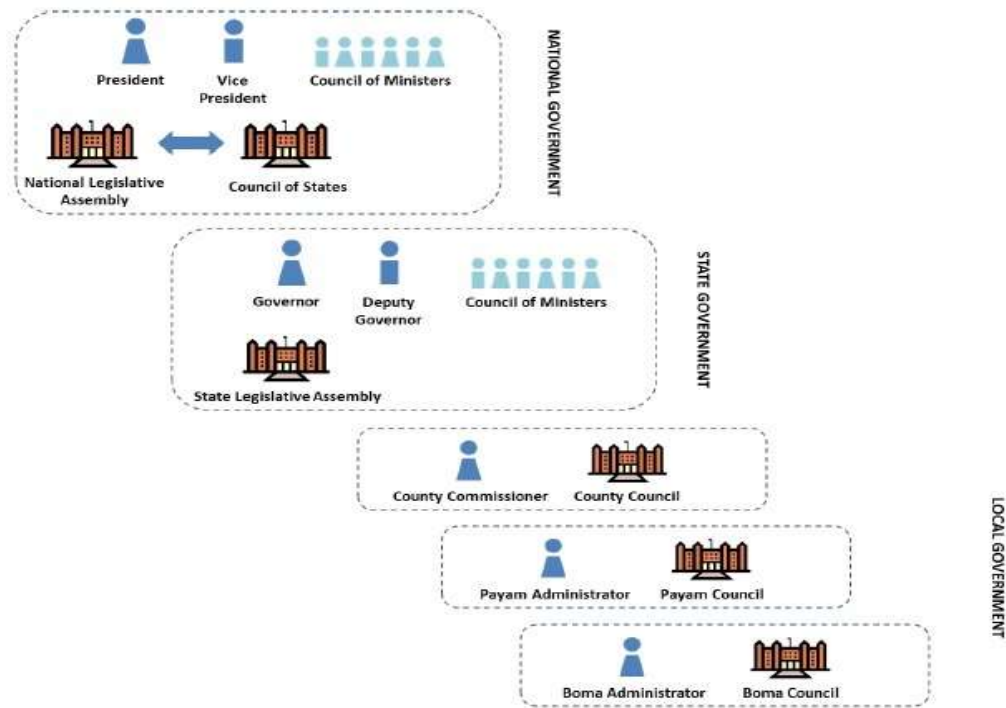 President
Vice
President
Council of Ministers
National Legislative
Assembly
Council of States
NATIONAL GOVERNMENT
Governor
Deputy
Governor
Council of Ministers
State Legislative Assembly
STATE GOVERNMENT
County Commissioner
County Council
Payam Administrator
Payam Council
Boma Administrator
Boma Council
LOCAL GOVERNMENT